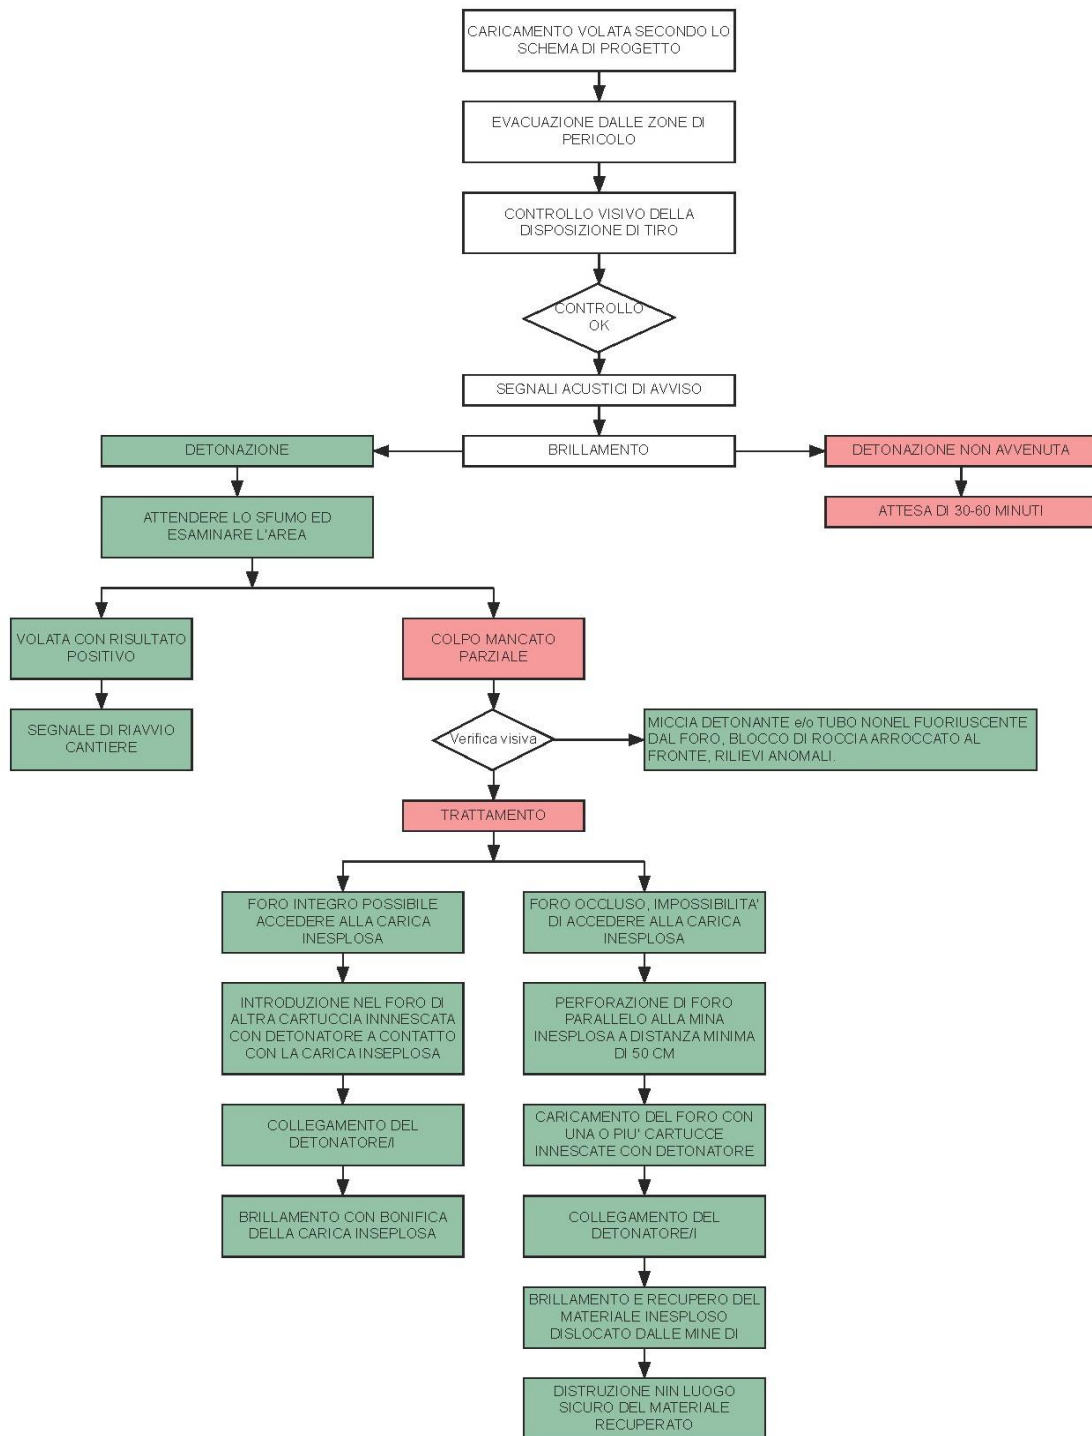 CARICAMENTO VOLATA SECONDO LO
SCHEMA DI PROGETTO
EVACUAZIONE DALLE ZONE DI
PERICOLO
CONTROLLO VISIVO DELLA
DISPOSIZIONE DI TIRO
CONTROLLO
OK
SEGNALI ACUSTICI DI AVVISO
DETONAZIONE
BRILLAMENTO
DETONAZIONE NON AVVENUTA
ATTENDERE LO SFUMO ED
ESAMINARE L'AREA
ATTESA DI 30-60 MINUTI
VOLATA CON RISULTATO
POSITIVO
COLPO MANCATO
PARZIALE
SEGNALE DI RIAVVIO
CANTIERE
Verifica visiva
MICCIA DETONANTE e/o TUBO NONEL FUORIUSCENTE
DAL FORO, BLOCCO DI ROCCIA ARROCCATO AL
FRONTE, RILIEVI ANOMALI.
TRATTAMENTO
FORO INTEGRO POSSIBILE
ACCEDERE ALLA CARICA
INESPLOSA
FORO OCCLUSO, IMPOSSIBILITA'
DI ACCEDERE ALLA CARICA
INESPLOSA
INTRODUZIONE NEL FORO DI
ALTRA CARTUCCIA INNNESCATA
CON DETONATORE A CONTATTO
CON LA CARICA INSEPLOSA
PERFORAZIONE DI FORO
PARALLELO ALLA MINA
INESPLOSA A DISTANZA MINIMA
DI 50 CM
COLLEGAMENTO DEL
DETONATORE/I
CARICAMENTO DEL FORO CON
UNA O PIU' CARTUCCE
INNESCATE CON DETONATORE
BRILLAMENTO CON BONIFICA
DELLA CARICA INSEPLOSA
COLLEGAMENTO DEL
DETONATORE/I
BRILLAMENTO E RECUPERO DEL
MATERIALE INESPLOSO
DISLOCATO DALLE MINE DI
DISTRUZIONE NIN LUOGO
SICURO DEL MATERIALE
RECUPERATO